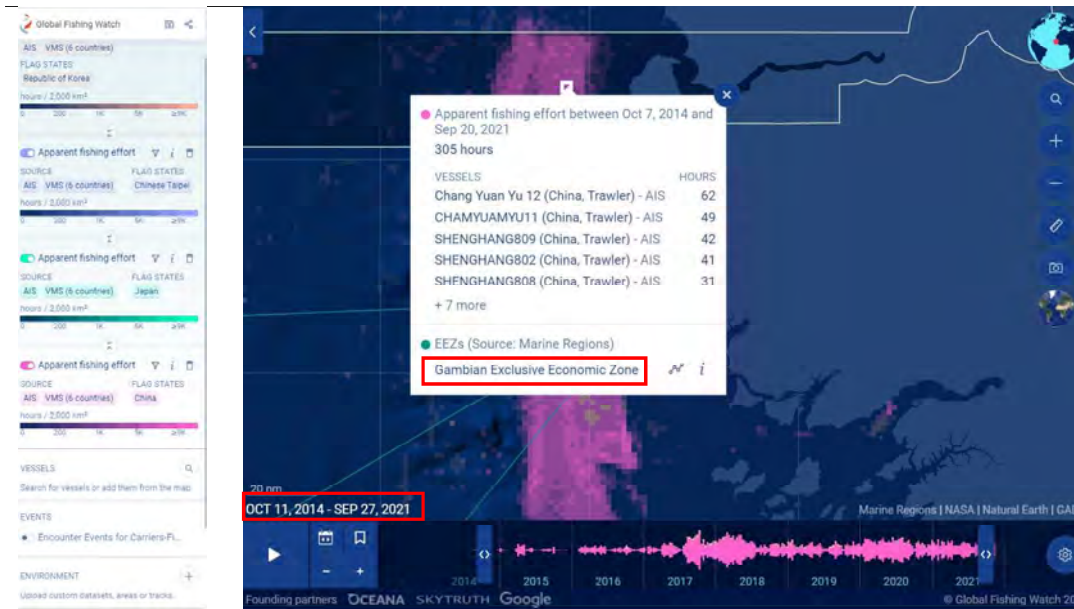 Global Fishing Watch
AIS VMS (6 countries)
FLAG STATES
Republic of Korea
hours / 2,000 km²
0 200 1K 5K ≥9K
Apparent fishing effort
SOURCE FLAG STATES
AIS VMS (6 countries) Chinese Taipei
hours / 2,000 km²
0 200 1K 5K ≥9K
Apparent fishing effort
SOURCE FLAG STATES
AIS VMS (6 countries) Japan
hours / 2,000 km²
0 200 1K 5K ≥9K
Apparent fishing effort
SOURCE FLAG STATES
AIS VMS (6 countries) China
hours / 2,000 km²
0 200 1K 5K ≥9K
VESSELS
Search for vessels or add them from the map
EVENTS
Encounter Events for Carriers-Fi...
ENVIRONMENT
Upload custom datasets, areas or tracks.
Apparent fishing effort between Oct 7, 2014 and
Sep 20, 2021
305 hours
VESSELS HOURS
Chang Yuan Yu 12 (China, Trawler) - AIS 62
CHAMYUAMYU11 (China, Trawler) - AIS 49
SHENGHANG809 (China, Trawler) - AIS 42
SHENGHANG802 (China, Trawler) - AIS 41
SHENGHANG808 (China, Trawler) - AIS 31
+ 7 more
EEZs (Source: Marine Regions)
Gambian Exclusive Economic Zone
20 nm
OCT 11, 2014 - SEP 27, 2021
Marine Regions | NASA | Natural Earth | GA
2014 2015 2016 2017 2018 2019 2020 2021
Founding partners OCEANA SKYTRUTH Google
© Global Fishing Watch 20